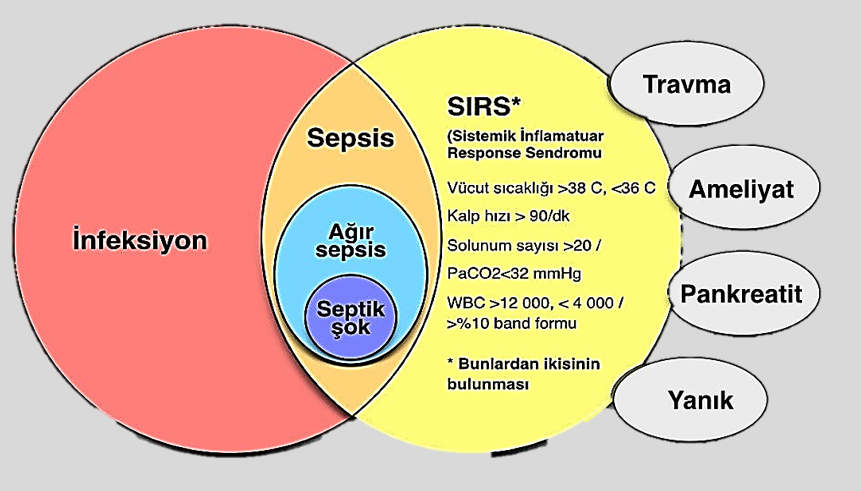 İnfeksiyon
Sepsis
Ağır
sepsis
Septik
şok
SIRS*
(Sistemik İnflamatuar
Response Sendromu
Vücut sıcaklığı >38 C, <36 C
Kalp hızı > 90/dk
Solunum sayısı >20 /
PaCO2<32 mmHg
WBC >12 000, < 4 000 /
>%10 band formu
* Bunlardan ikisinin
bulunması
Travma
Ameliyat
Pankreatit
Yanık